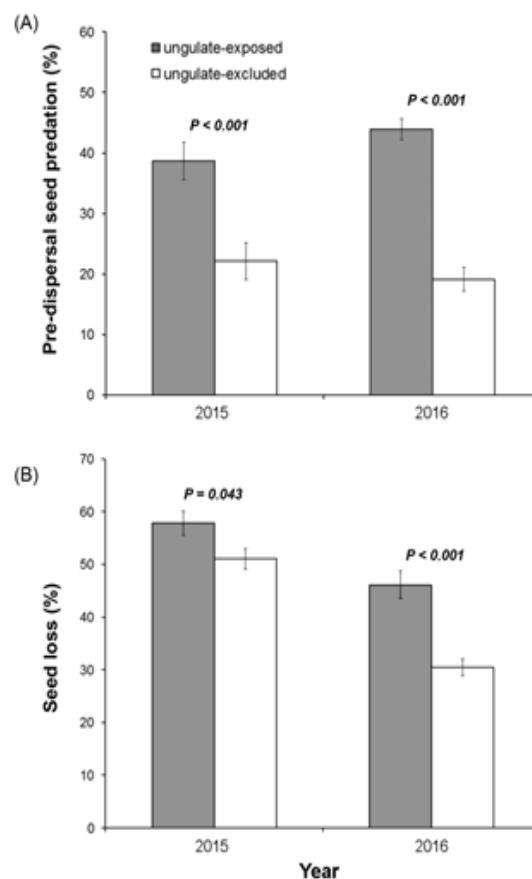 (A)
Pre-dispersal seed predation (%)
60
50
40
30
20
10
0
ungulate-exposed
ungulate-excluded
P < 0.001
P < 0.001
2015
2016
(B)
Seed loss (%)
70
60
50
40
30
20
10
0
P = 0.043
P < 0.001
2015
2016
Year